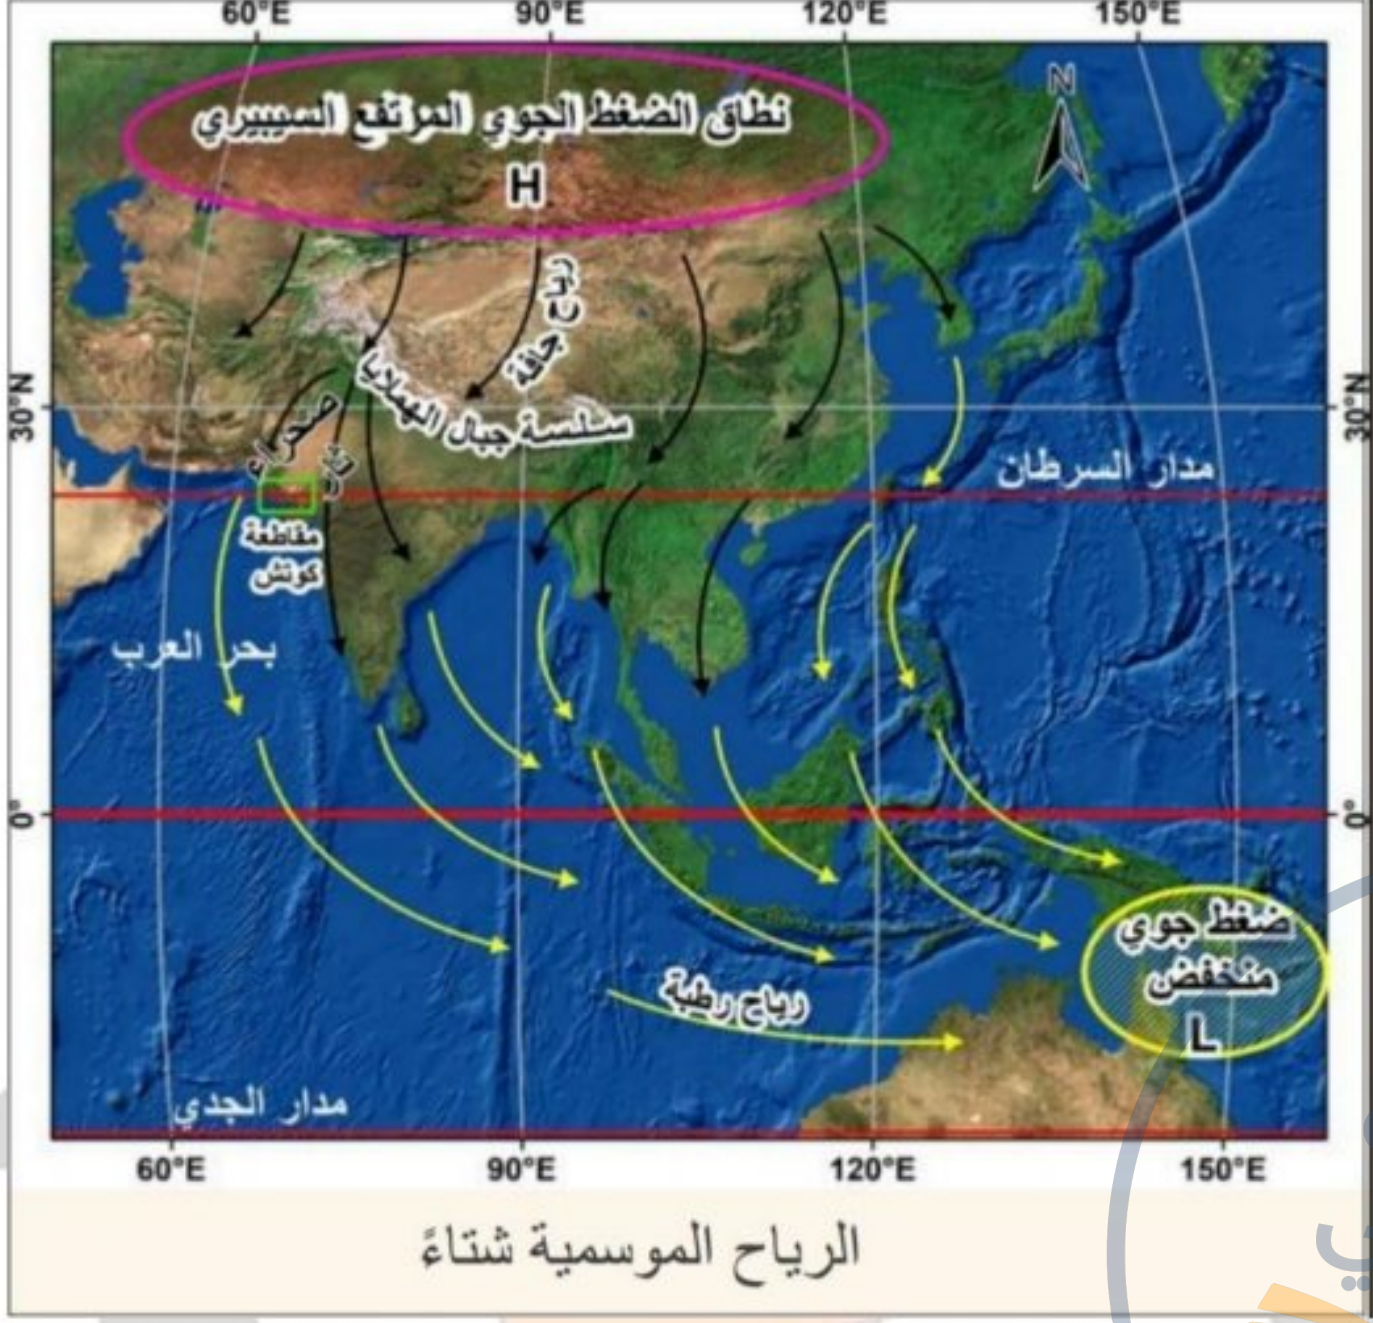 60°E 90°E 120°E 150°E
نطاق الضغط الجوي المرتفع السيبيري
H
N
رياح جافة
سلسة جبال الهملايا
30°N 30°N
صحراء ثار
مدار السرطان
مقاطعة
كوتش
بحر العرب
0° 0°
ضغط جوي
منخفض
L
رياح رطبة
مدار الجدي
60°E 90°E 120°E 150°E
الرياح الموسمية شتاءً